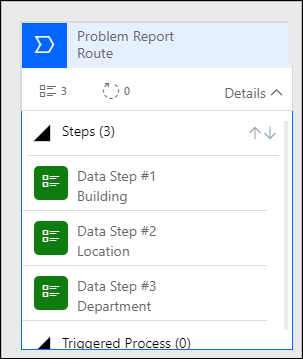 Problem Report
Route
3
0
Details
Steps (3)
Data Step #1
Building
Data Step #2
Location
Data Step #3
Department
Triggered Process (0)